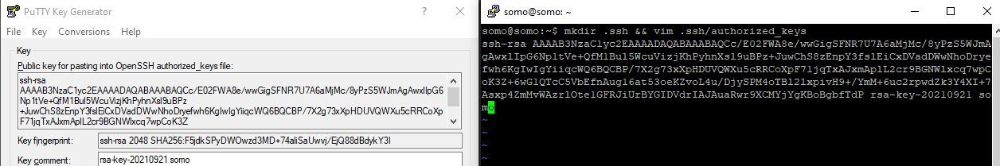 PuTTY Key Generator
File Key Conversions Help
Key
Public key for pasting into OpenSSH authorized_keys file:
ssh-rsa
AAAAB3NzaC1yc2EAAAADAQABAAABAQCc/E02FWA8e/wwGigSFNR7U7A6aMjMc/8yPzS5WJmAgAwxlIpG6
Np1tVe+QfM1Bul5WcuVizjKhPyhnXsl9uBPz
+JuwChS8zEnpY3fslEiCxDVadDWwNhoDryefwh6KgIwIgYiiqcWQ6BQCBP/7X2g73xXpHDUVQWXu5cRRCoXp
F71jqTxAJxmAplL2cr9BGNWlxcq7wpCoK3Z
Key fingerprint:
ssh-rsa 2048 SHA256:F5jdkSPyDWOwzd3MD+74aliSaUwvj/EjQ88dBdykY3I
Key comment:
rsa-key-20210921 somo
somo@somo: ~
somo@somo:~$ mkdir .ssh && vim .ssh/authorized_keys
ssh-rsa AAAAB3NzaC1yc2EAAAADAQABAAABAQCc/E02FWA8e/wwGigSFNR7U7A6aMjMc/8yPzS5WJmA
gAwxlIpG6Np1tVe+QfM1Bul5WcuVizjKhPyhnXsl9uBPz+JuwChS8zEnpY3fslEiCxDVadDWwNhoDrye
fwh6KgIwIgYiiqcWQ6BQCBP/7X2g73xXpHDUVQWXu5cRRCoXpF71jqTxAJxmAplL2cr9BGNWlxcq7wpC
oK3Z+6wGlQTcC5VbEfnAugl6at53oeKZvoL4u/DjySPM4oTBl2lxpivH9+/YmM+6uc2rpwdZk3Y4XI+7
Asxp4ZmMvWAzrlOtelGFRJiUrBYGIDVdrIAJAuaRwr9XCMYjYgKBoBgbfTdP rsa-key-20210921 so
mo
~
~
~
~